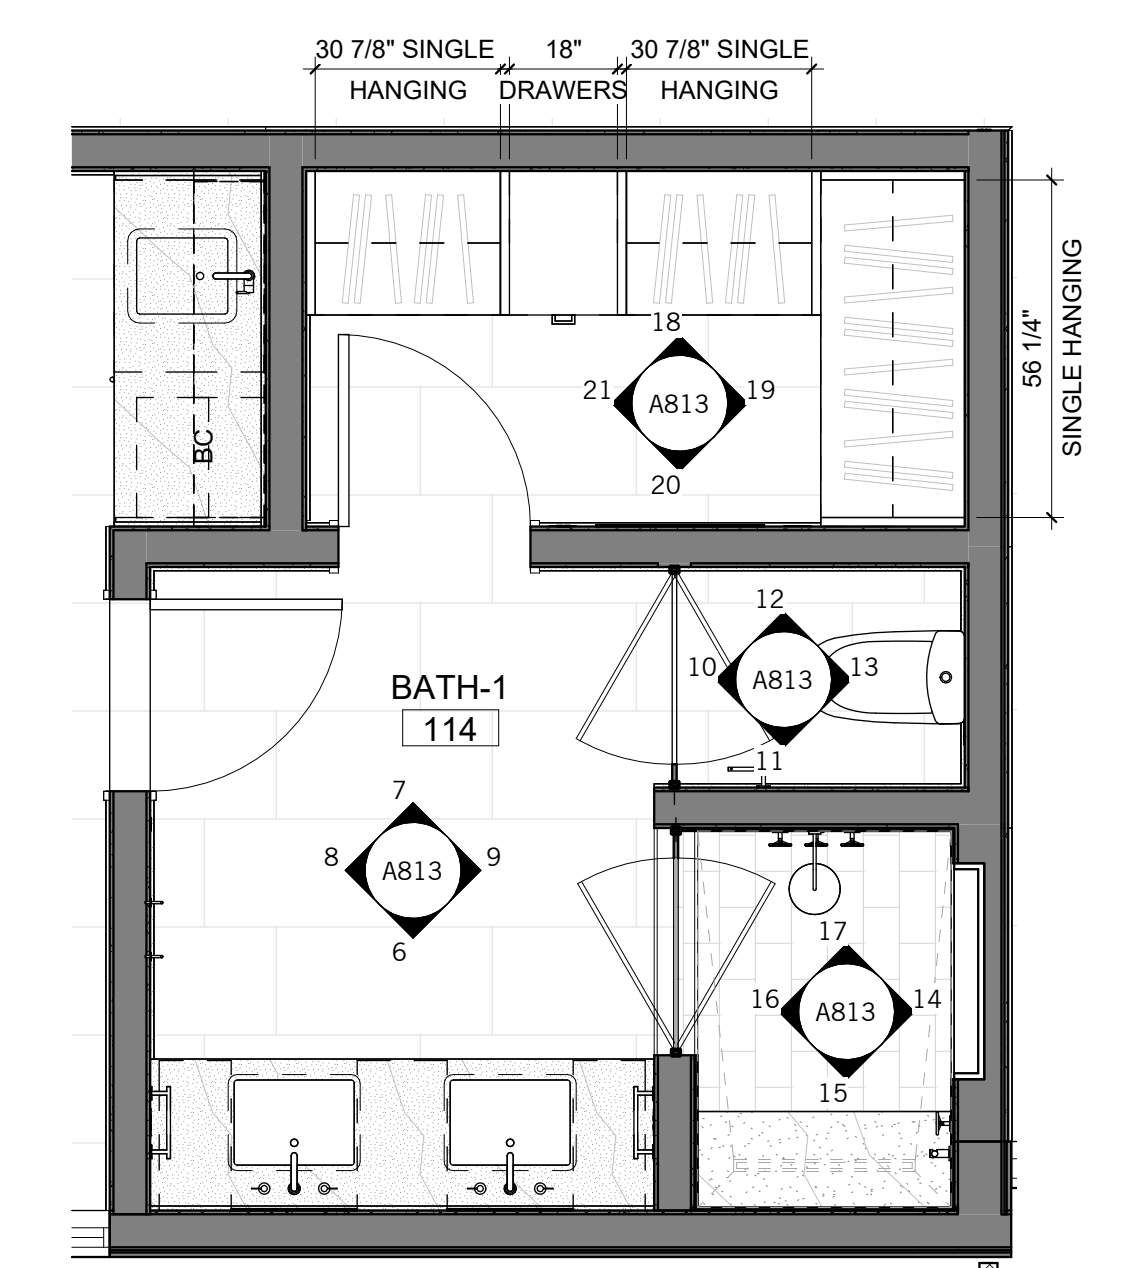 30 7/8" SINGLE HANGING
18" DRAWERS
30 7/8" SINGLE HANGING
56 1/4" SINGLE HANGING
BC
18
21 A813 19
20
12
10 A813 13
11
BATH-1
114
7
8 A813 9
6
17
16 A813 14
15